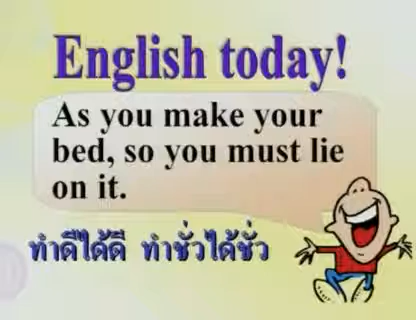 English today!
As you make your
bed, so you must lie
on it.
ทำดีได้ดี ทำชั่วได้ชั่ว